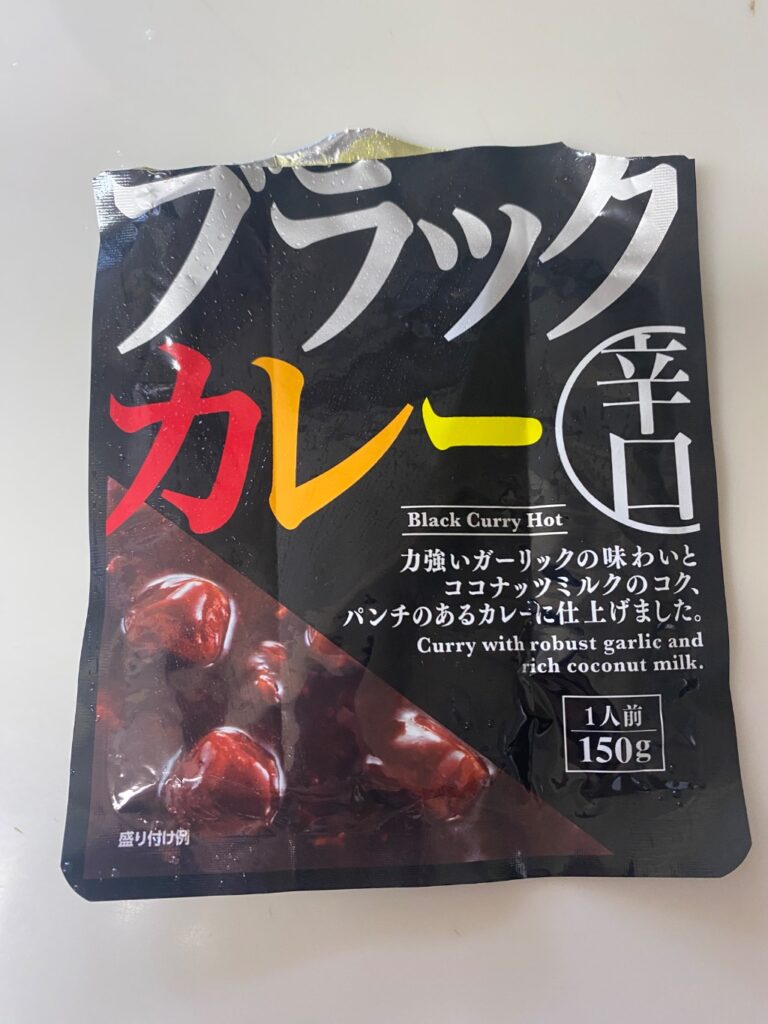 ブラック
カレー
辛口
Black Curry Hot
力強いガーリックの味わいと
ココナッツミルクのコク、
パンチのあるカレーに仕上げました。
Curry with robust garlic and
rich coconut milk.
1人前
150g
盛り付け例